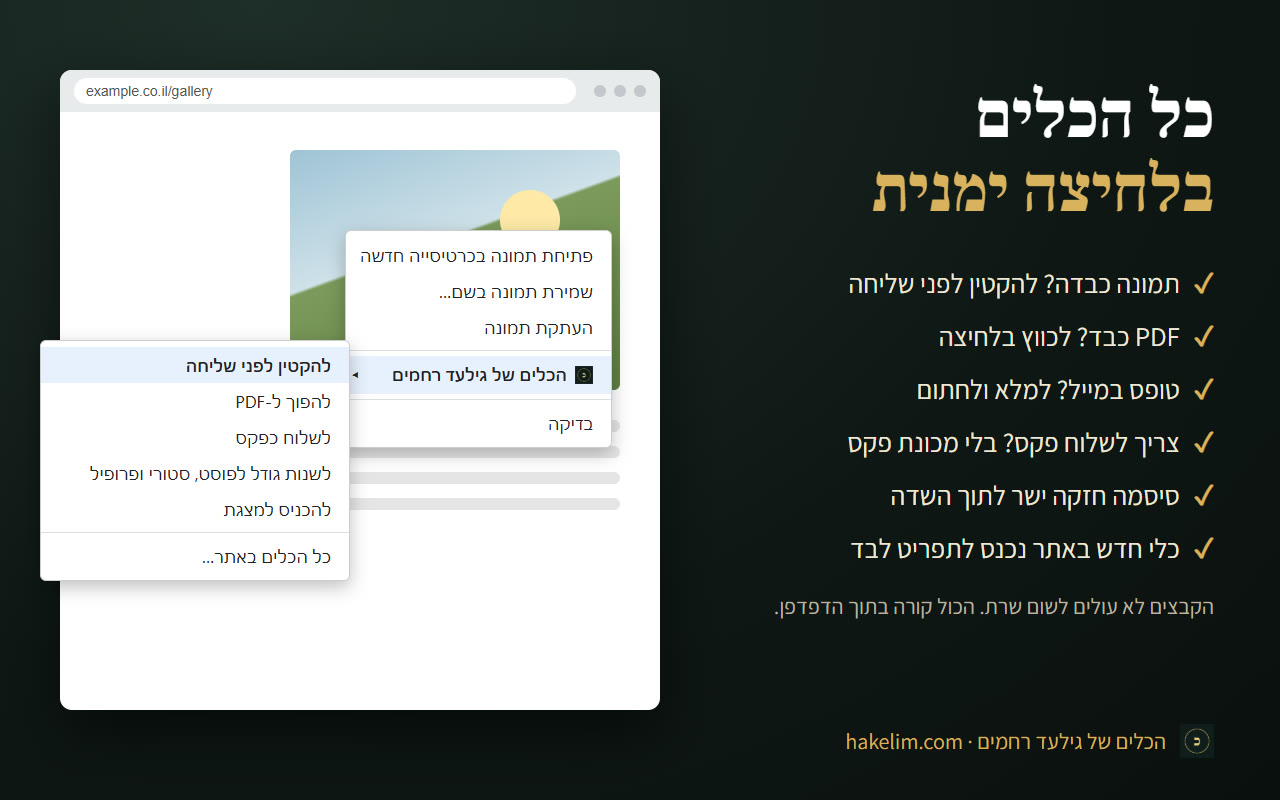 כל הכלים
בלחיצה ימנית
תמונה כבדה? להקטין לפני שליחה
PDF כבד? לכווץ בלחיצה
טופס במייל? למלא ולחתום
צריך לשלוח פקס? בלי מכונת פקס
סיסמה חזקה ישר לתוך השדה
כלי חדש באתר נכנס לתפריט לבד
הקבצים לא עולים לשום שרת. הכול קורה בתוך הדפדפן.
הכלים של גילעד רחמים · hakelim.com
example.co.il/gallery
פתיחת תמונה בכרטיסייה חדשה
שמירת תמונה בשם...
העתקת תמונה
הכלים של גילעד רחמים
בדיקה
להקטין לפני שליחה
להפוך ל-PDF
לשלוח כפקס
לשנות גודל לפוסט, סטורי ופרופיל
להכניס למצגת
כל הכלים באתר...